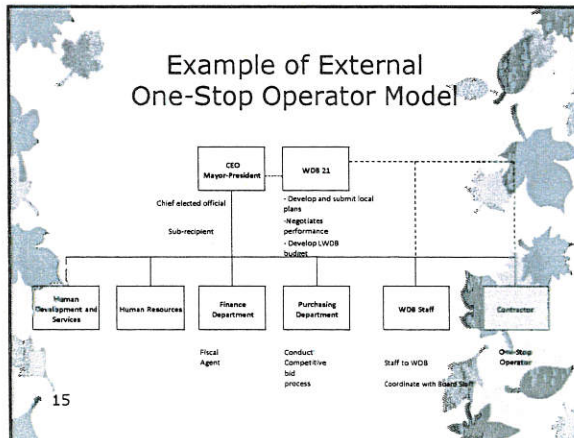 Example of External
One-Stop Operator Model
CEO
Mayor-President
WDB 21
Chief elected official
Sub-recipient
- Develop and submit local
plans
-Negotiates
performance
- Develop LWDB
budget
Human
Development and
Services
Human Resources
Finance
Department
Purchasing
Department
WDB Staff
Contractor
Fiscal
Agent
Conduct
Competitive
bid
process
Staff to WDB
Coordinate with Board Staff
One-Stop
Operator
15